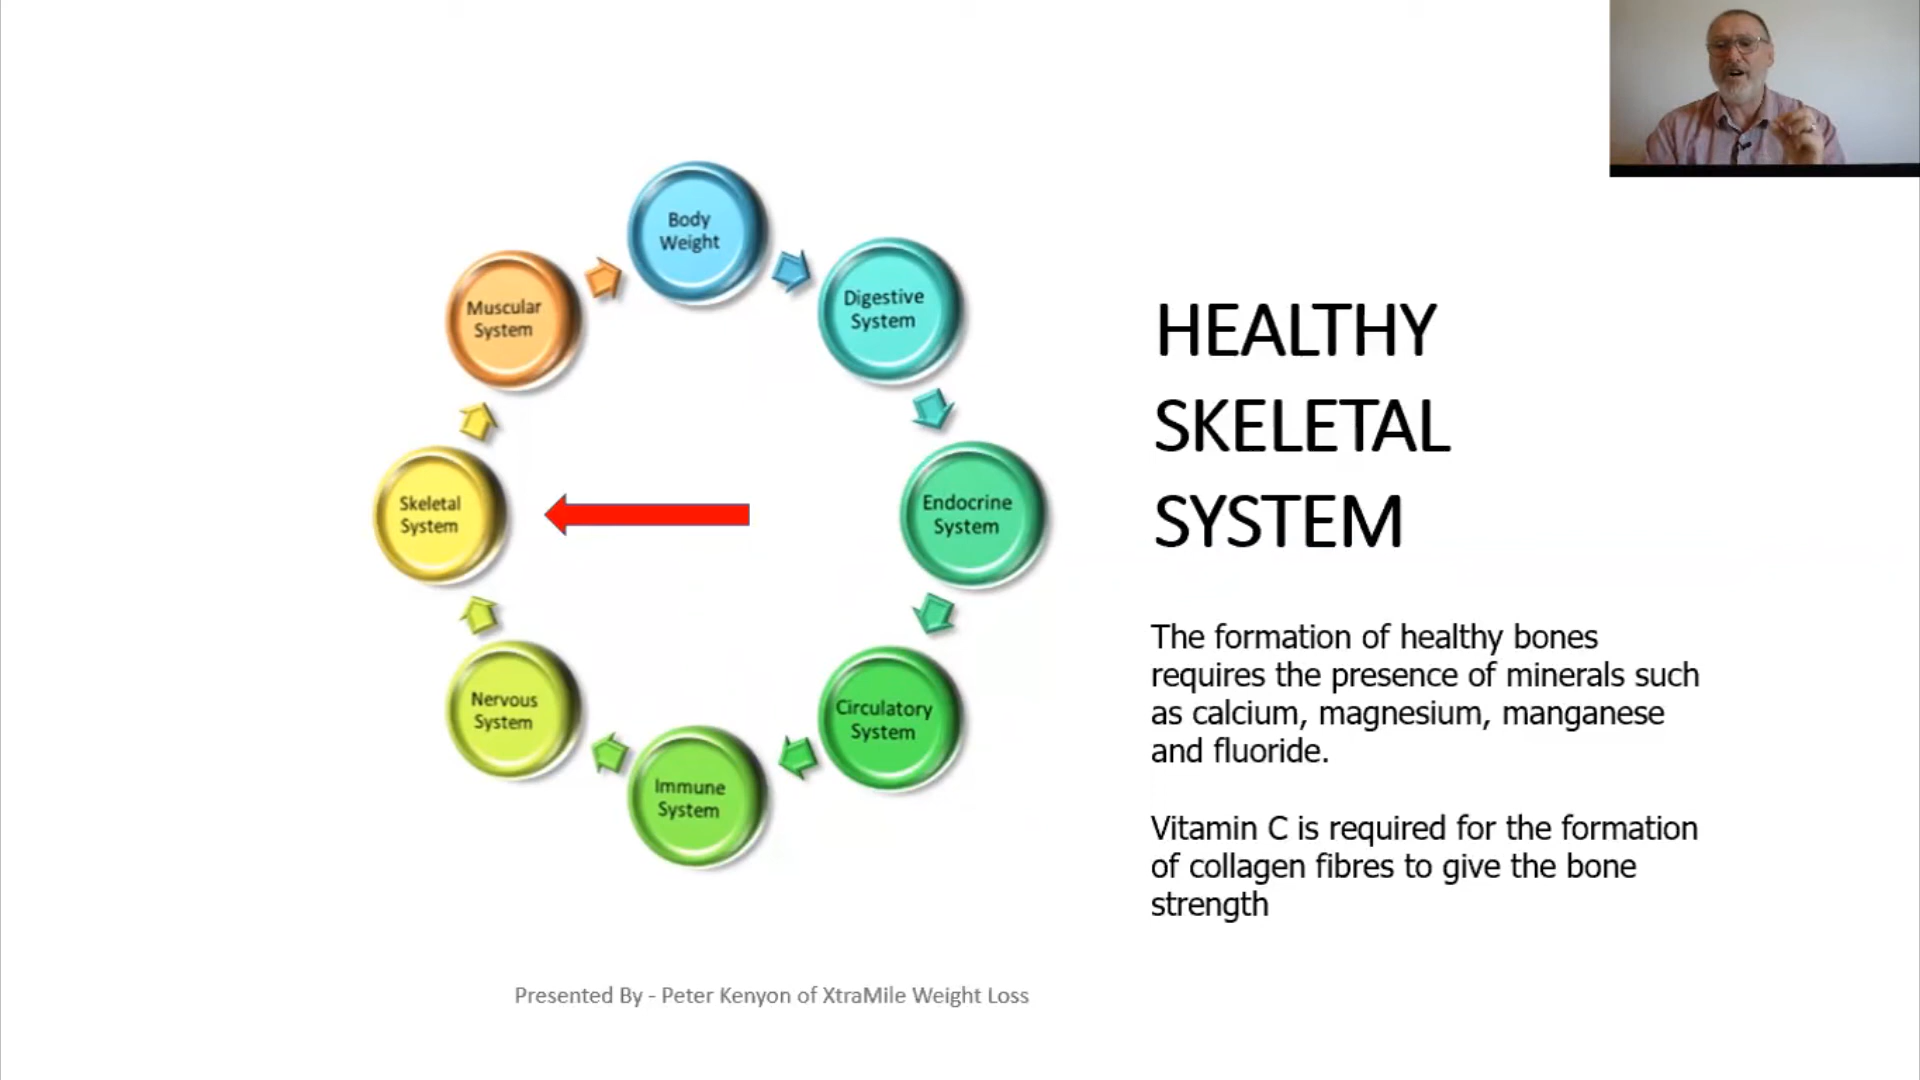 Body
Weight
Digestive
System
Endocrine
System
Circulatory
System
Immune
System
Nervous
System
Skeletal
System
Muscular
System
HEALTHY
SKELETAL
SYSTEM
The formation of healthy bones
requires the presence of minerals such
as calcium, magnesium, manganese
and fluoride.
Vitamin C is required for the formation
of collagen fibres to give the bone
strength
Presented By - Peter Kenyon of XtraMile Weight Loss